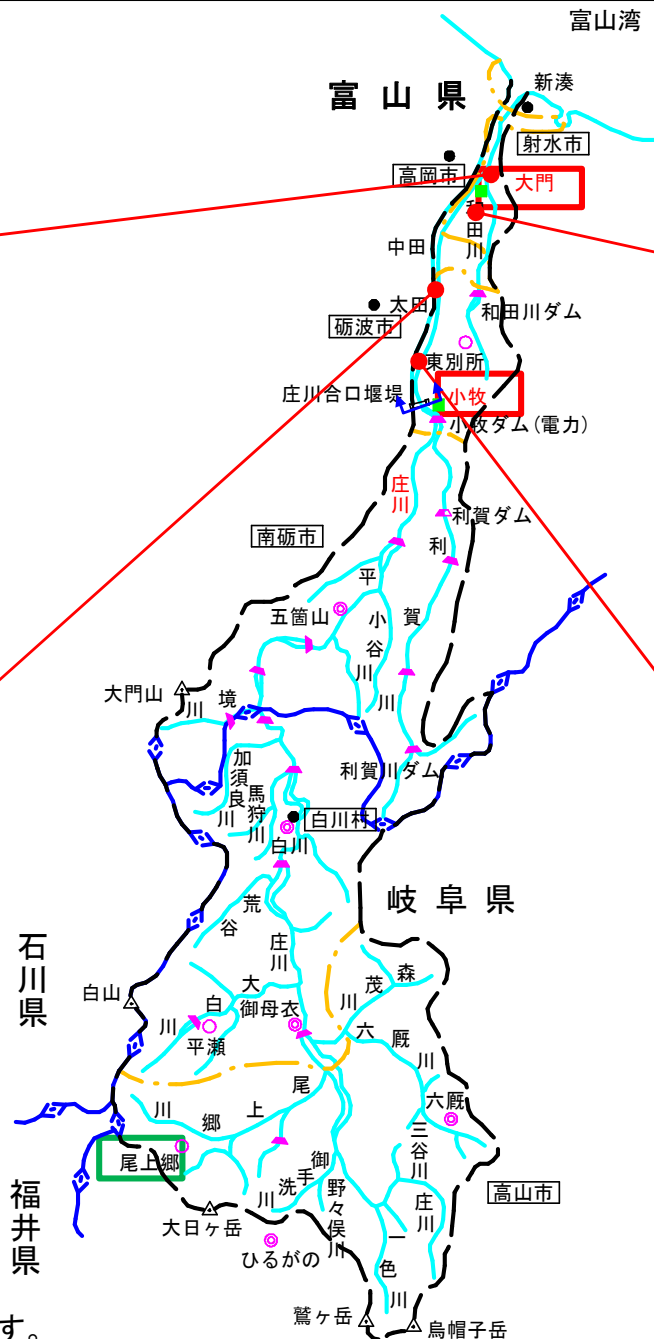 富山湾
富山県
新湊
射水市
高岡市
大門
和田川
中田
太田
和田川ダム
砺波市
東別所
庄川合口堰堤
小牧
小牧ダム(電力)
庄川
利賀ダム
南砺市
利賀川
平
五箇山
小谷川
大門山
境川
利賀川ダム
加須良川
馬狩川
白川村
白川
岐阜県
荒谷
庄川
石川県
白山
大白川
御母衣
森茂川
平瀬
六厩川
尾上郷川
六厩
三谷川
尾上郷
御手洗川
野々俣川
庄川
高山市
福井県
大日ヶ岳
一色川
ひるがの
鷲ヶ岳
烏帽子岳
す。